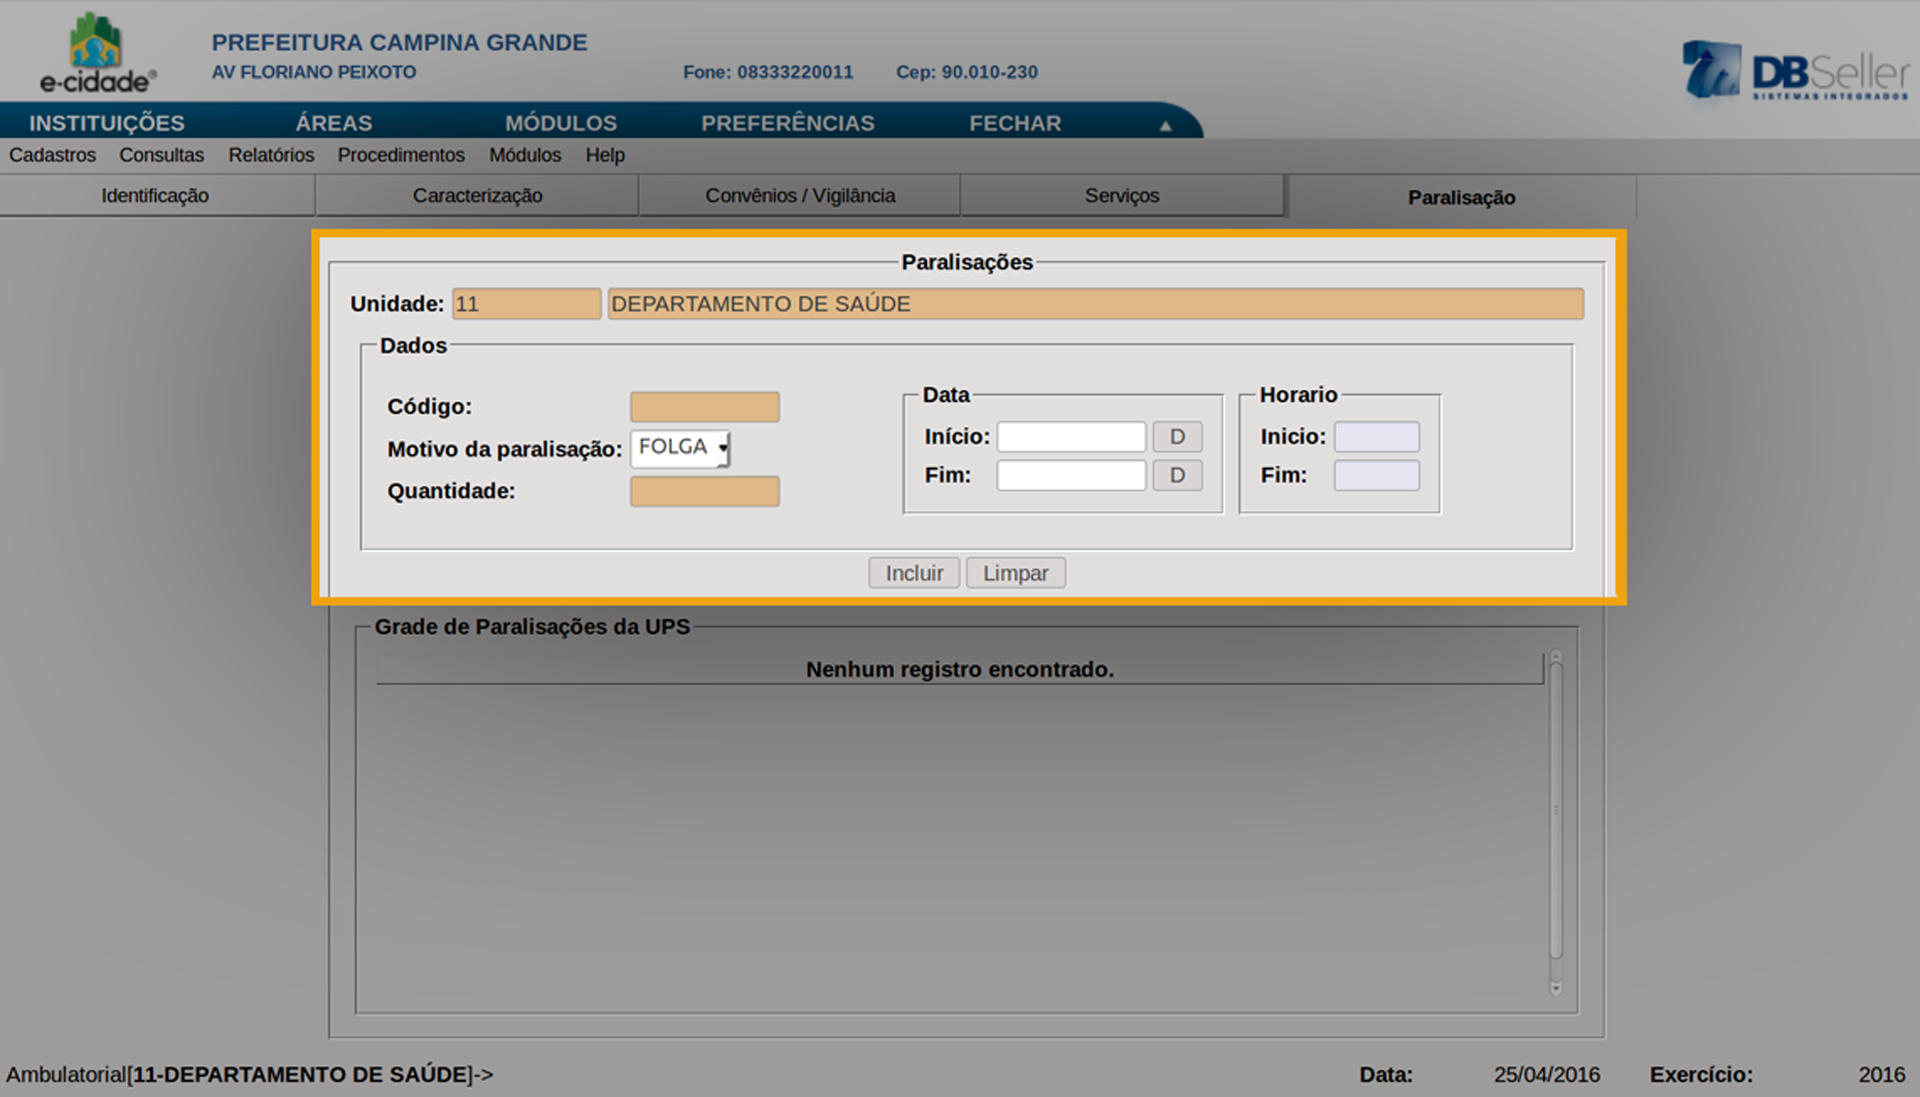 e-cidade®
PREFEITURA CAMPINA GRANDE
AV FLORIANO PEIXOTO
Fone: 08333220011 Cep: 90.010-230
DBSeller
SISTEMAS INTEGRADOS
INSTITUIÇÕES ÁREAS MÓDULOS PREFERÊNCIAS FECHAR ▲
Cadastros Consultas Relatórios Procedimentos Módulos Help
Identificação Caracterização Convênios / Vigilância Serviços Paralisação
Paralisações
Unidade: 11 DEPARTAMENTO DE SAÚDE
Dados
Código:
Motivo da paralisação: FOLGA
Quantidade:
Data
Início: D
Fim: D
Horario
Inicio:
Fim:
Incluir Limpar
Grade de Paralisações da UPS
Nenhum registro encontrado.
Ambulatorial[11-DEPARTAMENTO DE SAÚDE]-> Data: 25/04/2016 Exercício: 2016